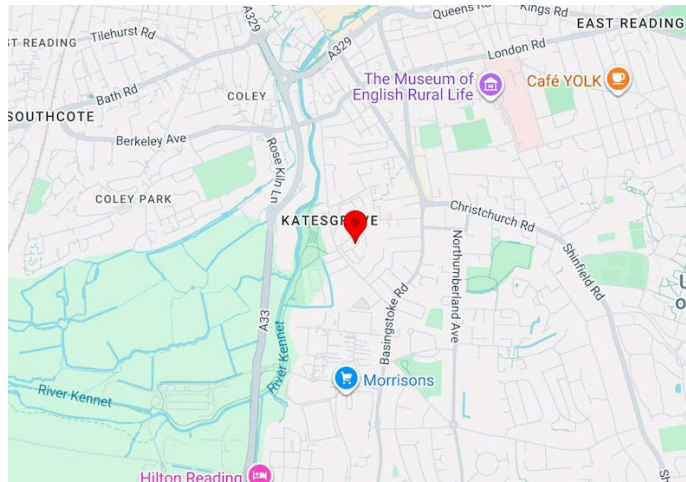 Queens Rd
Kings Rd
A329
EAST READING
ST READING
Tilehurst Rd
A329
London Rd
The Museum of
English Rural Life
Café YOLK
Bath Rd
COLEY
SOUTHCOTE
Berkeley Ave
Rose Kiln Ln
COLEY PARK
Christchurch Rd
Shinfield Rd
Northumberland Ave
A33
Basingstoke Rd
River Kennet
Morrisons
River Kennet
Hilton Reading